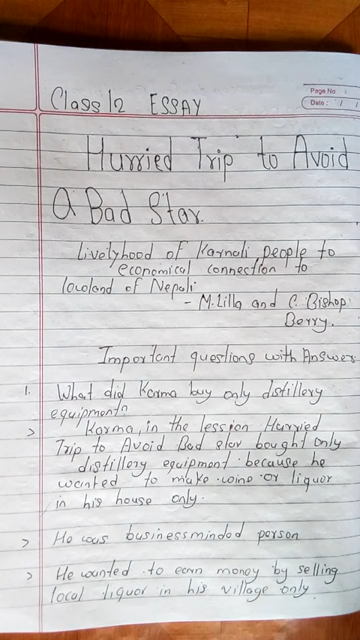 Page No :
Date : / /
Class 12 ESSAY
Hurried Trip to Avoid
a Bad Star.
Livelyhood of Karnali people to
economical connection to
lowland of Nepali
- M. Lilla and C. Bishop
Berry.
Important questions with Answer
1. What did Karma buy only distillery
equipment
> Karma, in the lession Hurried
Trip to Avoid Bad star bought only
distillery equipment because he
wanted to make wine or liquor
in his house only.
> He was businessminded person
> He wanted to earn money by selling
local liquor in his village only